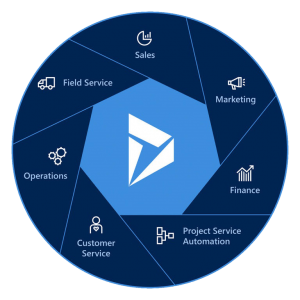 Sales
Marketing
Finance
Project Service
Automation
Customer
Service
Operations
Field Service